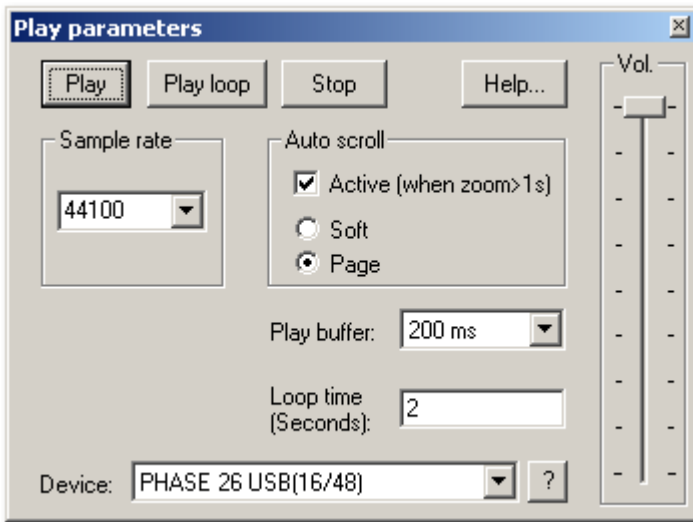 Play parameters
Play Play loop Stop Help... Vol.
Sample rate Auto scroll
44100
Active (when zoom>1s)
Soft
Page
Play buffer: 200 ms
Loop time
(Seconds): 2
Device: PHASE 26 USB(16/48) ?